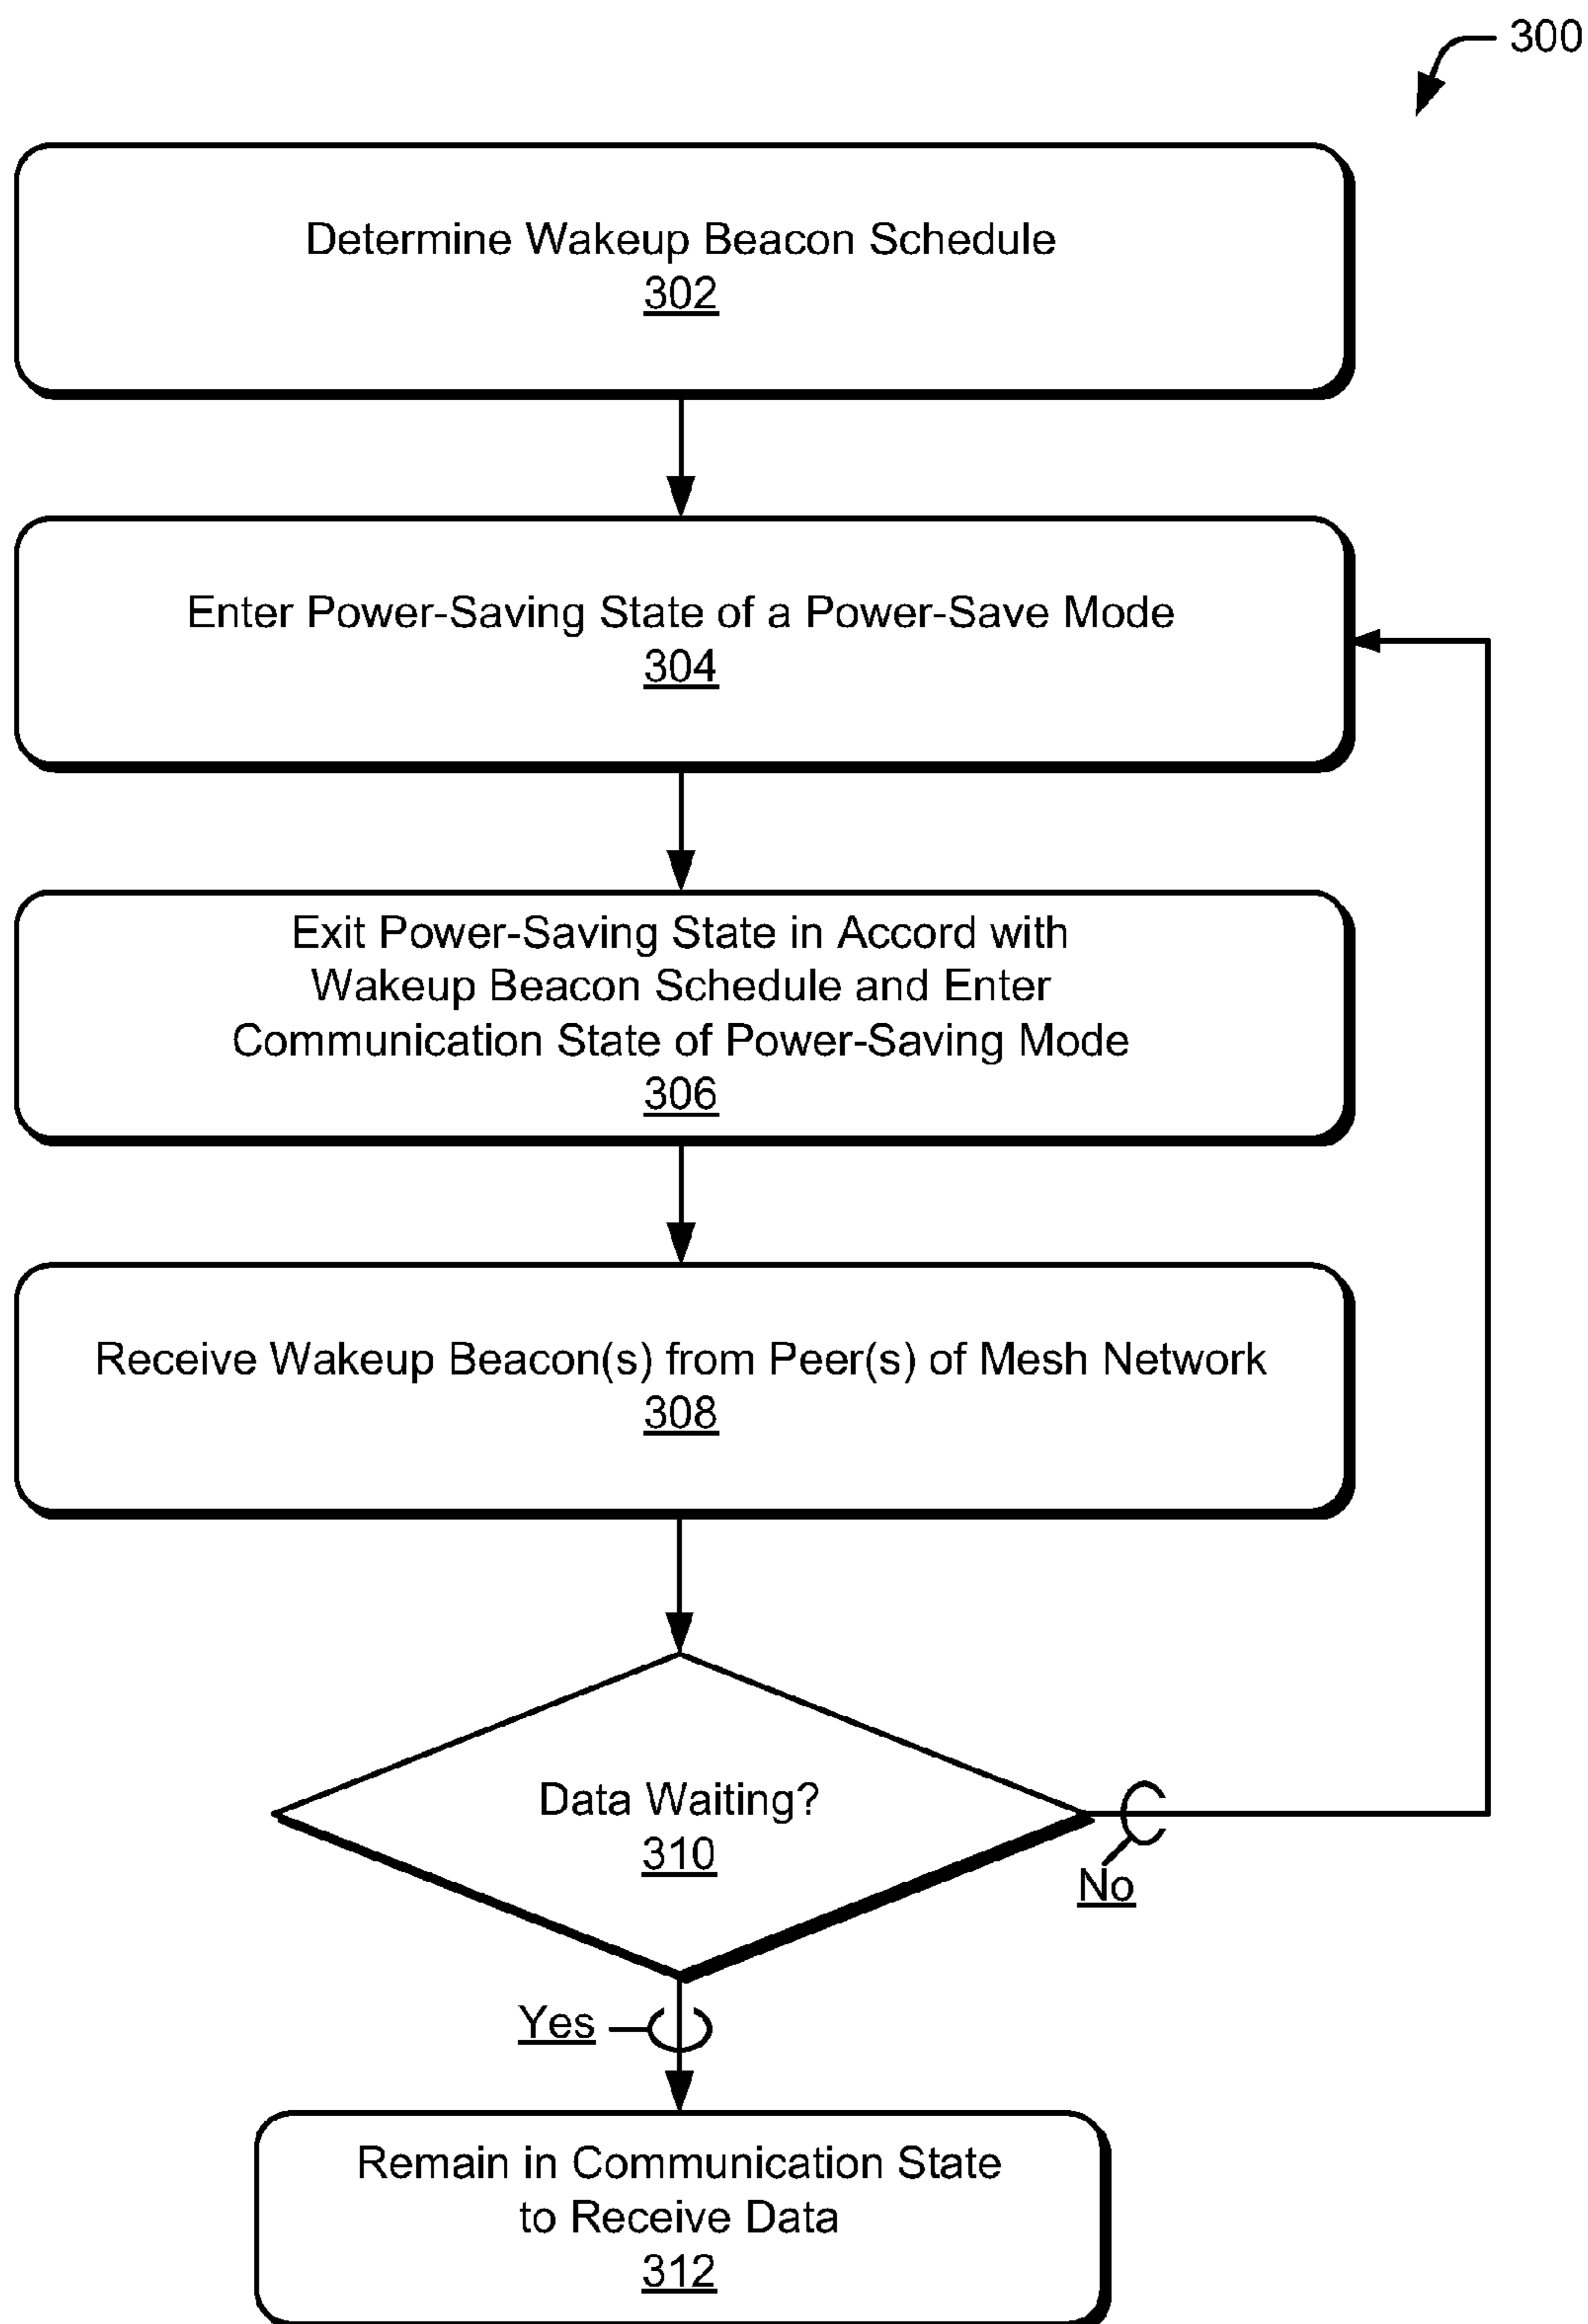 300
Determine Wakeup Beacon Schedule
302
Enter Power-Saving State of a Power-Save Mode
304
Exit Power-Saving State in Accord with
Wakeup Beacon Schedule and Enter
Communication State of Power-Saving Mode
306
Receive Wakeup Beacon(s) from Peer(s) of Mesh Network
308
Data Waiting?
310
No
Yes
Remain in Communication State
to Receive Data
312